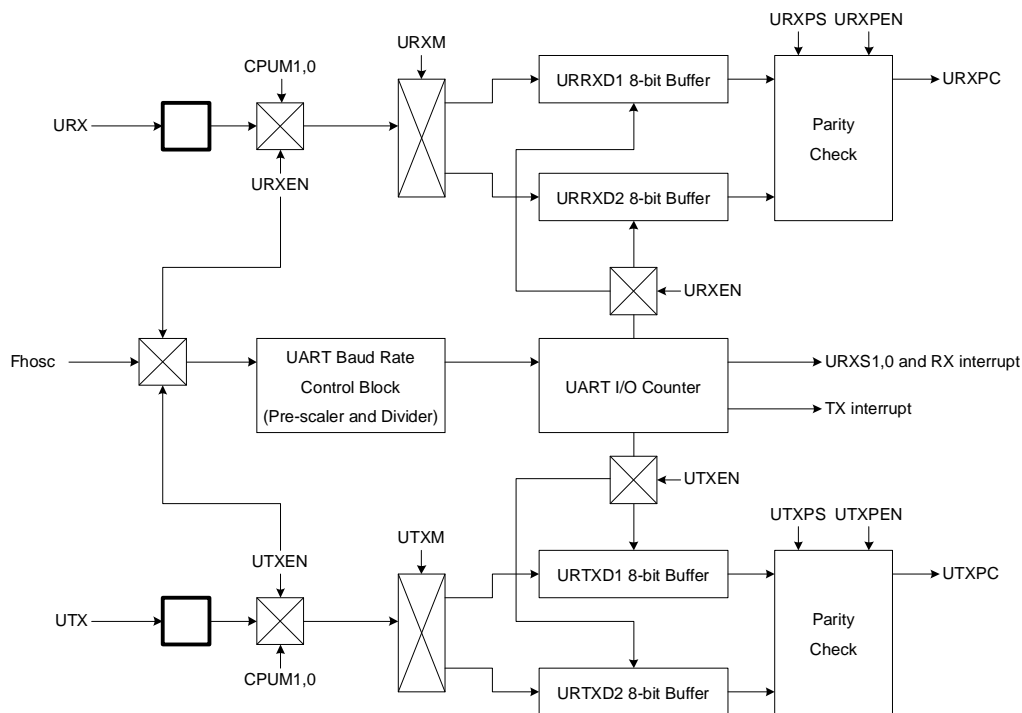 URXPS URXPEN
URXM
CPUM1,0
URRXD1 8-bit Buffer
URXPC
URX
Parity
Check
URXEN
URRXD2 8-bit Buffer
URXEN
Fhosc
UART Baud Rate
Control Block
(Pre-scaler and Divider)
UART I/O Counter
URXS1,0 and RX interrupt
TX interrupt
UTXEN
UTXPS UTXPEN
UTXM
UTXEN
URTXD1 8-bit Buffer
UTXPC
UTX
Parity
Check
CPUM1,0
URTXD2 8-bit Buffer